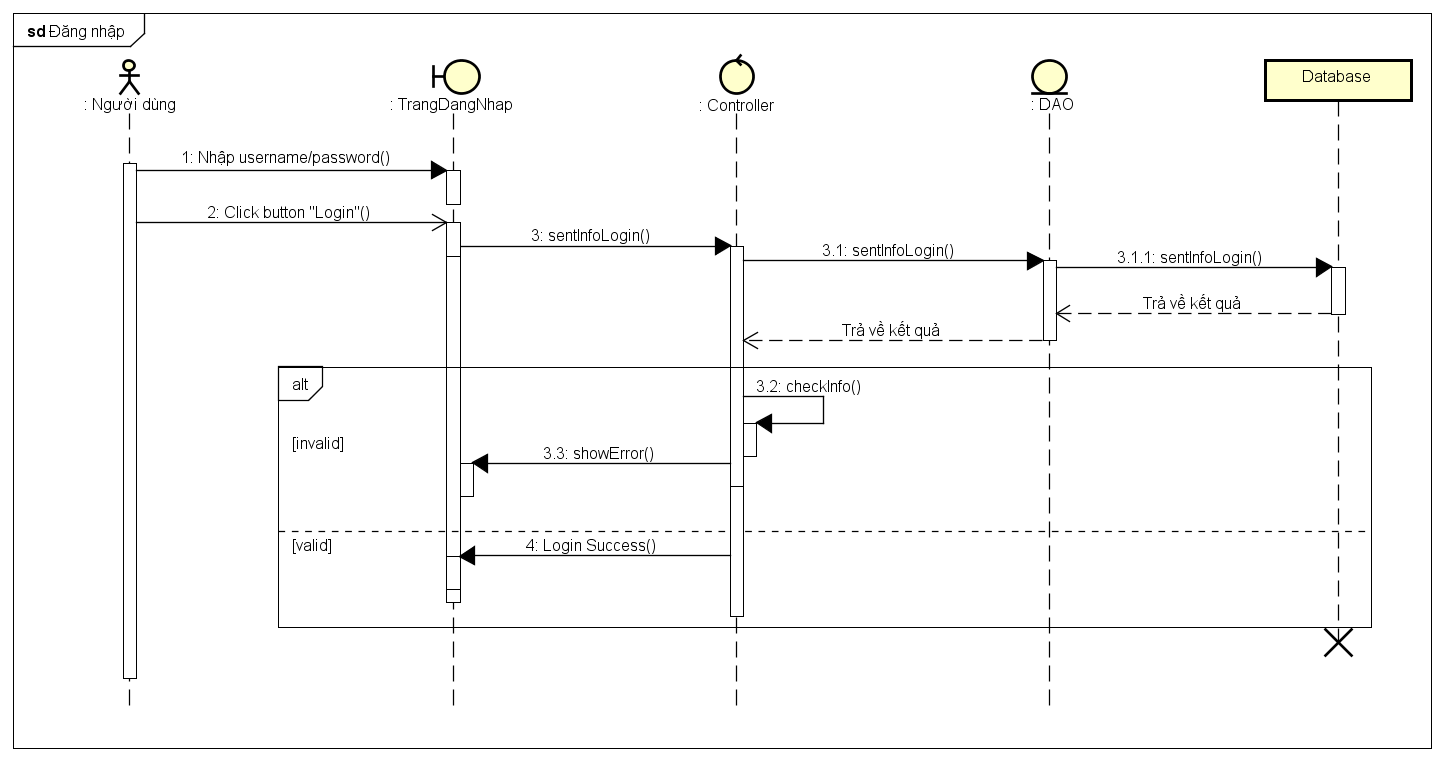 sd Đăng nhập
: Người dùng
: TrangDangNhap
: Controller
: DAO
Database
1: Nhập username/password()
2: Click button "Login"()
3: sentInfoLogin()
3.1: sentInfoLogin()
3.1.1: sentInfoLogin()
Trả về kết quả
Trả về kết quả
alt
3.2: checkInfo()
[invalid]
3.3: showError()
[valid]
4: Login Success()